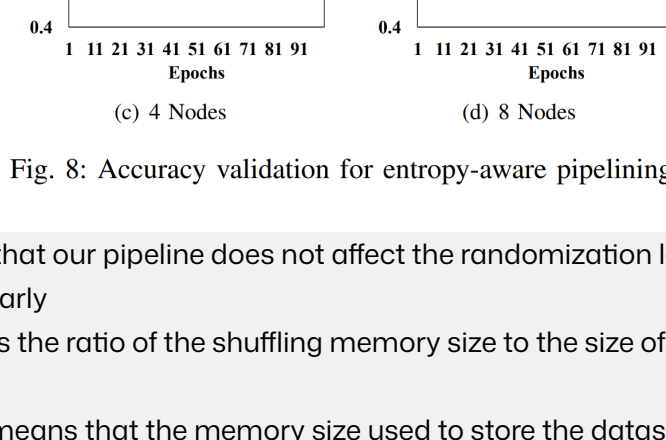 0.4
1 11 21 31 41 51 61 71 81 91
Epochs
(c) 4 Nodes
0.4
1 11 21 31 41 51 61 71 81 91
Epochs
(d) 8 Nodes
Fig. 8: Accuracy validation for entropy-aware pipelining
that our pipeline does not affect the randomization
arly
s the ratio of the shuffling memory size to the size of
means that the memory size used to store the datas